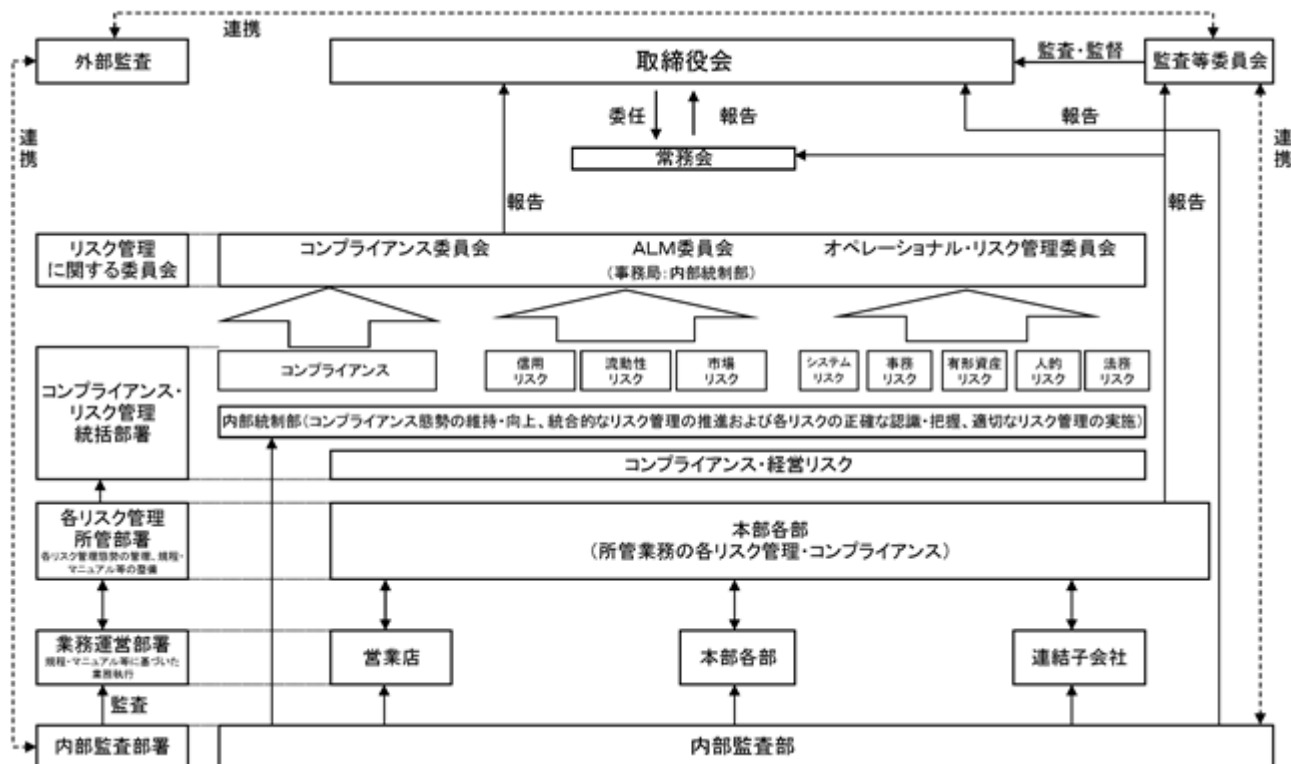 連携
外部監査
取締役会
監査・監督
監査等委員会
委任
報告
報告
連
携
連
携
常務会
報告
報告
リスク管理
に関する委員会
コンプライアンス委員会
ALM委員会
オペレーショナル・リスク管理委員会
（事務局：内部統制部）
コンプライアンス・
リスク管理
統括部署
コンプライアンス
信用
リスク
流動性
リスク
市場
リスク
システム
リスク
事務
リスク
有形資産
リスク
人的
リスク
法務
リスク
内部統制部（コンプライアンス態勢の維持・向上、統合的なリスク管理の推進および各リスクの正確な認識・把握、適切なリスク管理の実施）
コンプライアンス・経営リスク
各リスク管理
所管部署
各リスク管理態勢の管理、規程・
マニュアル等の整備
本部各部
（所管業務の各リスク管理・コンプライアンス）
業務運営部署
規程・マニュアル等に基づいた
業務執行
営業店
本部各部
連結子会社
監査
内部監査部署
内部監査部